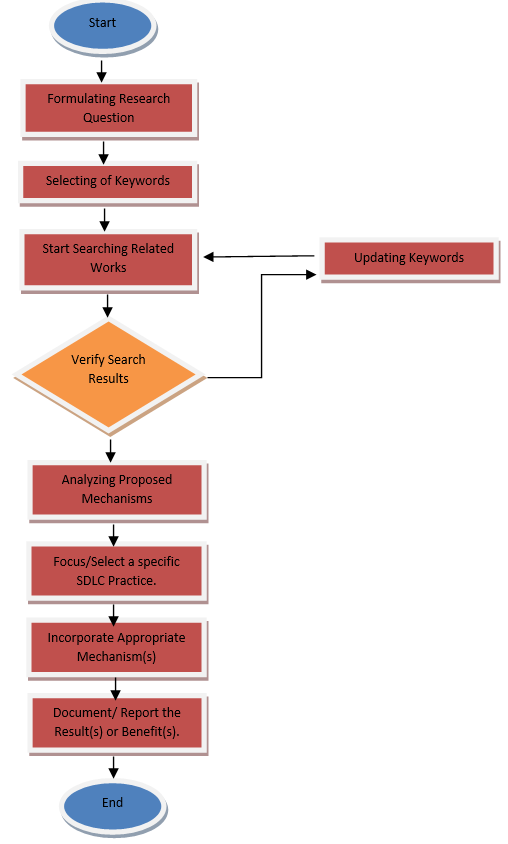 Start
Formulating Research
Question
Selecting of Keywords
Start Searching Related
Works
Updating Keywords
Verify Search
Results
Analyzing Proposed
Mechanisms
Focus/Select a specific
SDLC Practice.
Incorporate Appropriate
Mechanism(s)
Document/ Report the
Result(s) or Benefit(s).
End